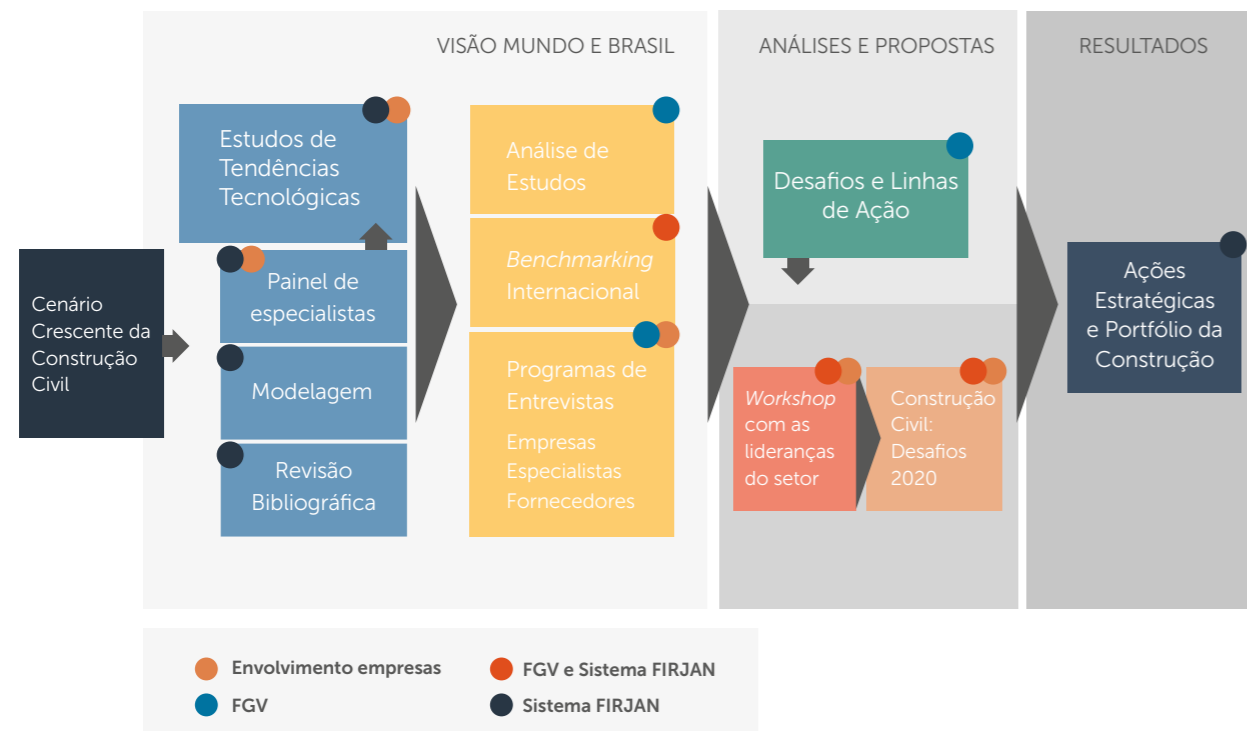 VISÃO MUNDO E BRASIL
ANÁLISES E PROPOSTAS
RESULTADOS
Cenário
Crescente da
Construção
Civil
Estudos de
Tendências
Tecnológicas
Painel de
especialistas
Modelagem
Revisão
Bibliográfica
Análise de
Estudos
Benchmarking
Internacional
Programas de
Entrevistas
Empresas
Especialistas
Fornecedores
Desafios e Linhas
de Ação
Workshop
com as
lideranças
do setor
Construção
Civil:
Desafios
2020
Ações
Estratégicas
e Portfólio da
Construção
Envolvimento empresas
FGV
FGV e Sistema FIRJAN
Sistema FIRJAN